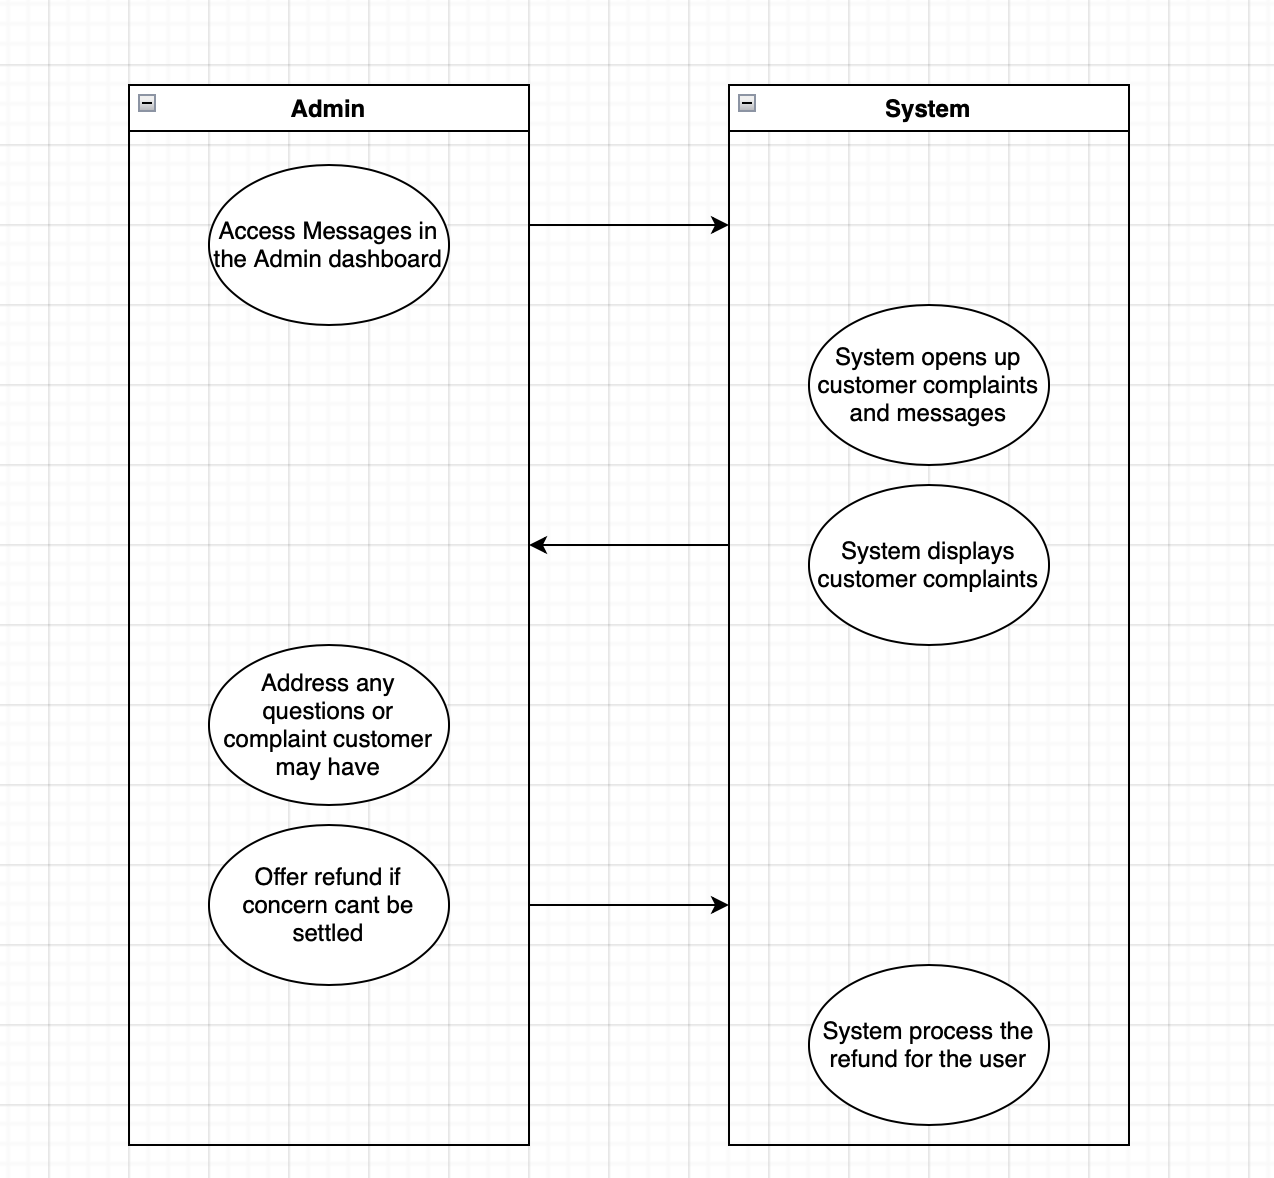 Admin
System
Access Messages in
the Admin dashboard
System opens up
customer complaints
and messages
System displays
customer complaints
Address any
questions or
complaint customer
may have
Offer refund if
concern cant be
settled
System process the
refund for the user